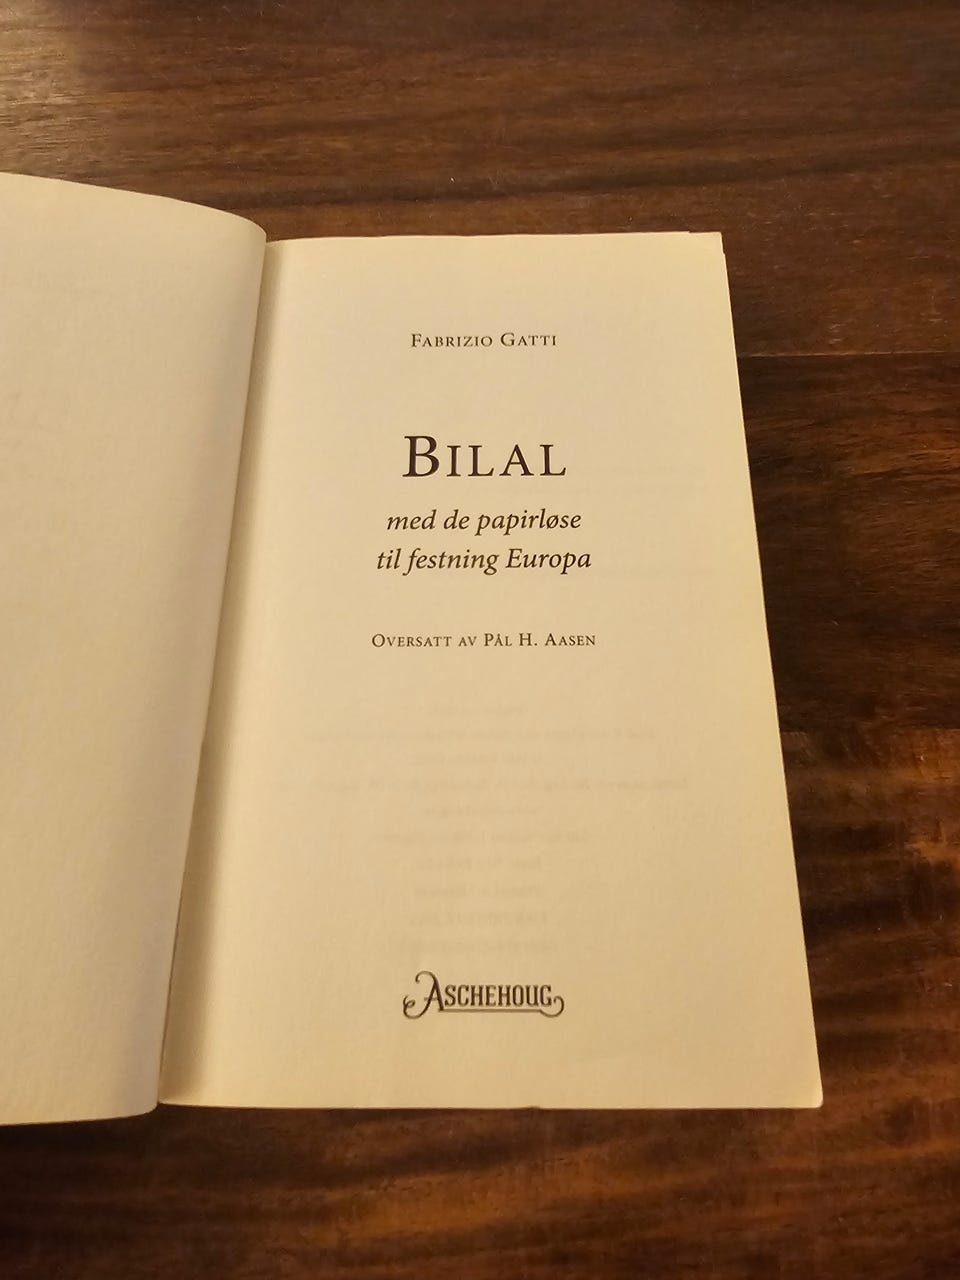 Fabrizio Gatti
Bilal
med de papirløse
til festning Europa
Oversatt av Pål H. Aasen
Aschehoug